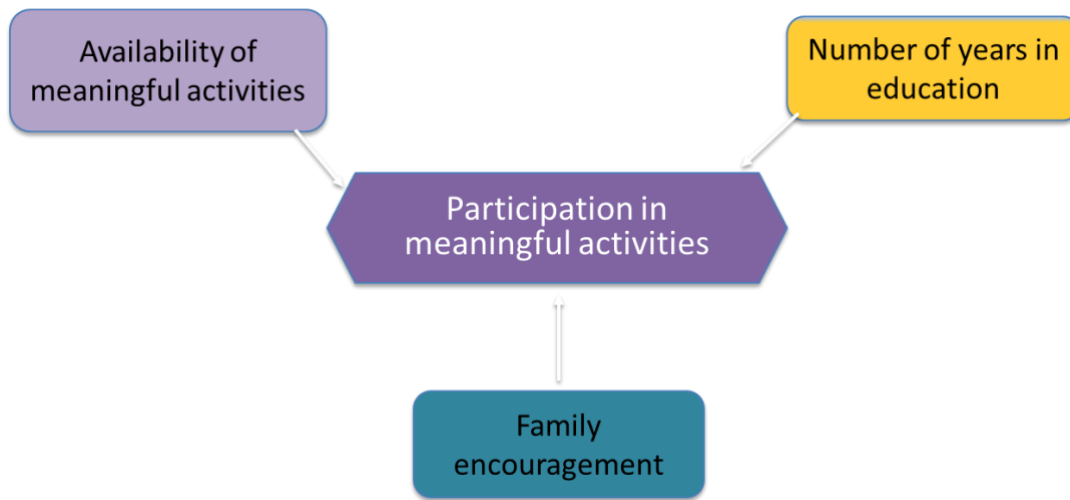 Availability of
meaningful activities
Number of years in
education
Participation in
meaningful activities
Family
encouragement